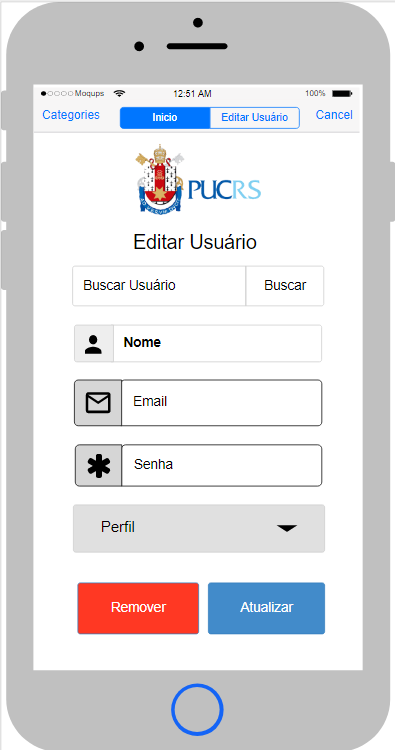 Moqups 12:51 AM 100%
Categories Inicio Editar Usuário Cancel
PUCRS
Editar Usuário
Buscar Usuário Buscar
Nome
Email
Senha
Perfil
Remover Atualizar